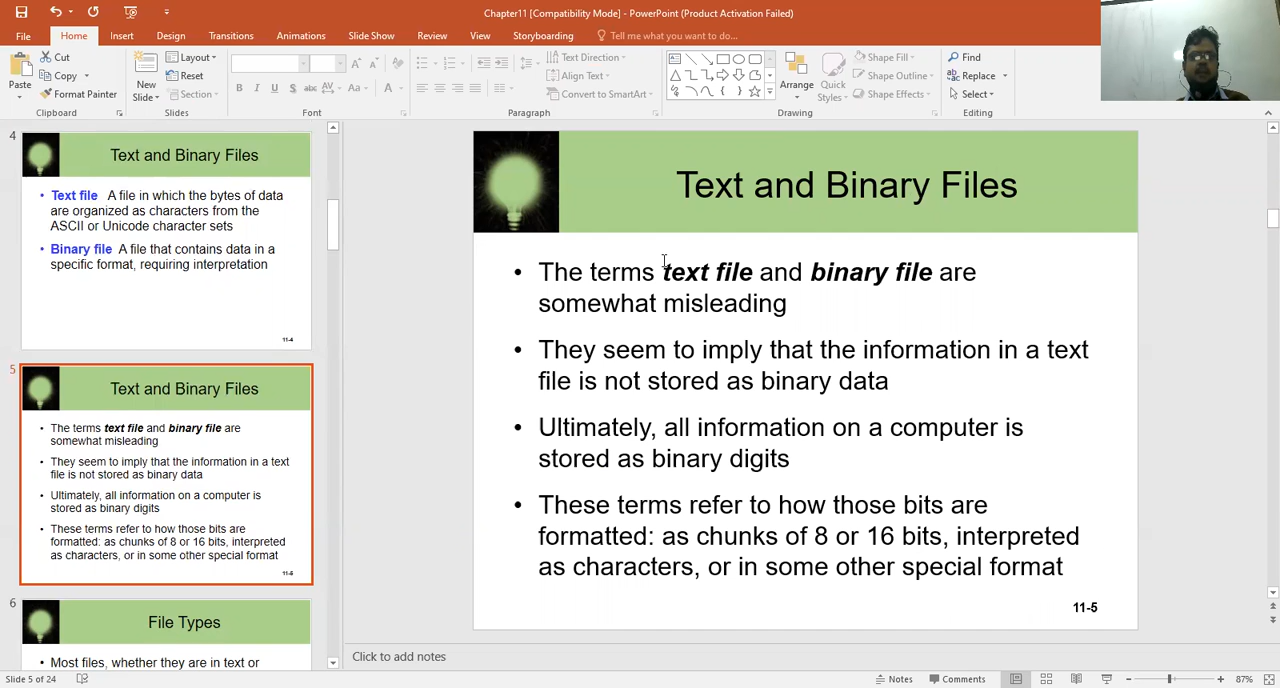 Chapter11 [Compatibility Mode] - PowerPoint (Product Activation Failed)
File Home Insert Design Transitions Animations Slide Show Review View Storyboarding Tell me what you want to do...
Paste
Cut
Copy
Format Painter
Clipboard
New Slide
Layout
Reset
Section
Slides
B I U S abc AV Aa A
Font
Text Direction
Align Text
Convert to SmartArt
Paragraph
Arrange
Quick Styles
Shape Fill
Shape Outline
Shape Effects
Drawing
Find
Replace
Select
Editing
4
Text and Binary Files
• Text file A file in which the bytes of data
are organized as characters from the
ASCII or Unicode character sets
• Binary file A file that contains data in a
specific format, requiring interpretation
11-4
5
Text and Binary Files
• The terms text file and binary file are
somewhat misleading
• They seem to imply that the information in a text
file is not stored as binary data
• Ultimately, all information on a computer is
stored as binary digits
• These terms refer to how those bits are
formatted: as chunks of 8 or 16 bits, interpreted
as characters, or in some other special format
11-5
6
File Types
• Most files, whether they are in text or
Text and Binary Files
• The terms text file and binary file are
somewhat misleading
• They seem to imply that the information in a text
file is not stored as binary data
• Ultimately, all information on a computer is
stored as binary digits
• These terms refer to how those bits are
formatted: as chunks of 8 or 16 bits, interpreted
as characters, or in some other special format
11-5
Click to add notes
Slide 5 of 24 Notes Comments 87%